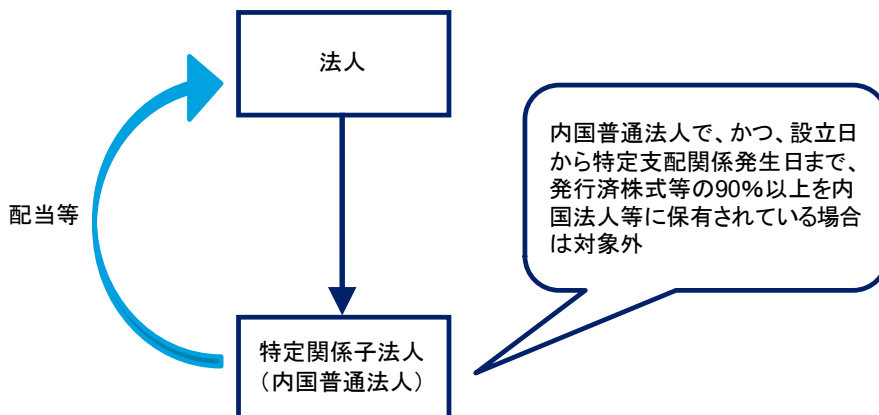 法人
配当等
内国普通法人で、かつ、設立日
から特定支配関係発生日まで、
発行済株式等の90%以上を内
国法人等に保有されている場合
は対象外
特定関係子法人
（内国普通法人）